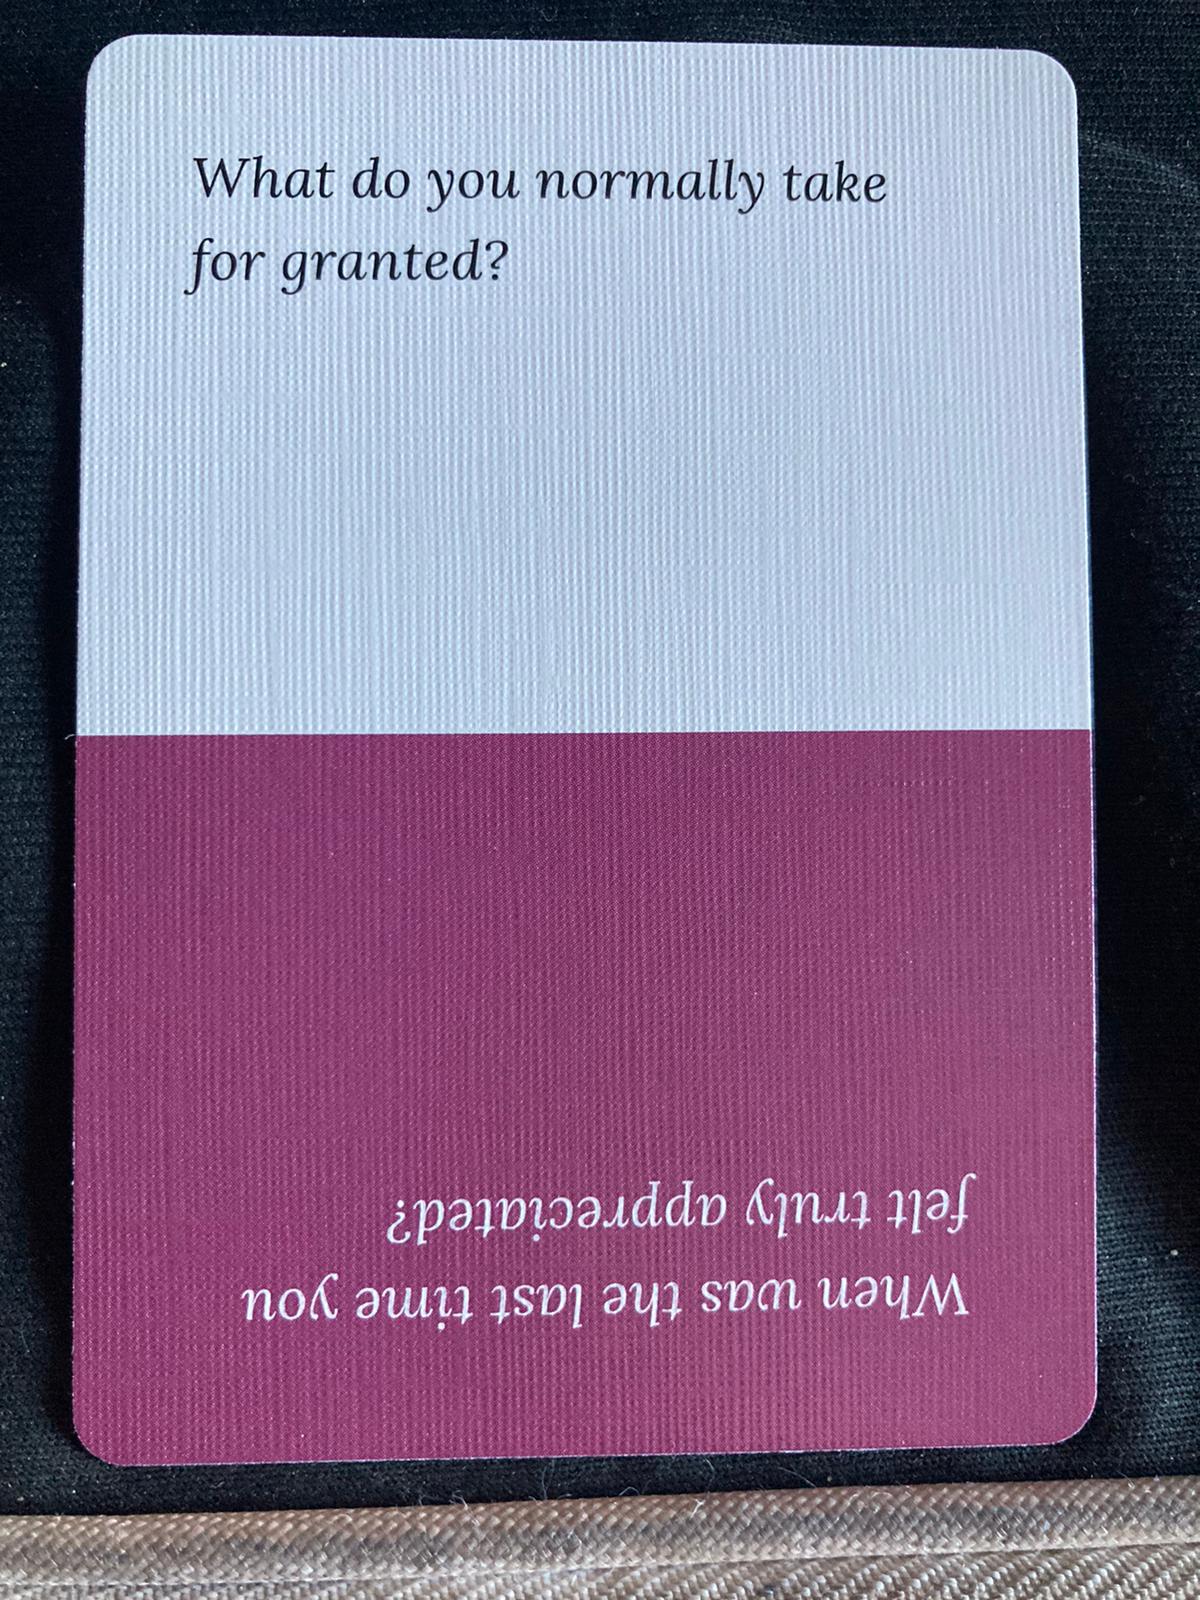 What do you normally take
for granted?
When was the last time you
felt truly appreciated?